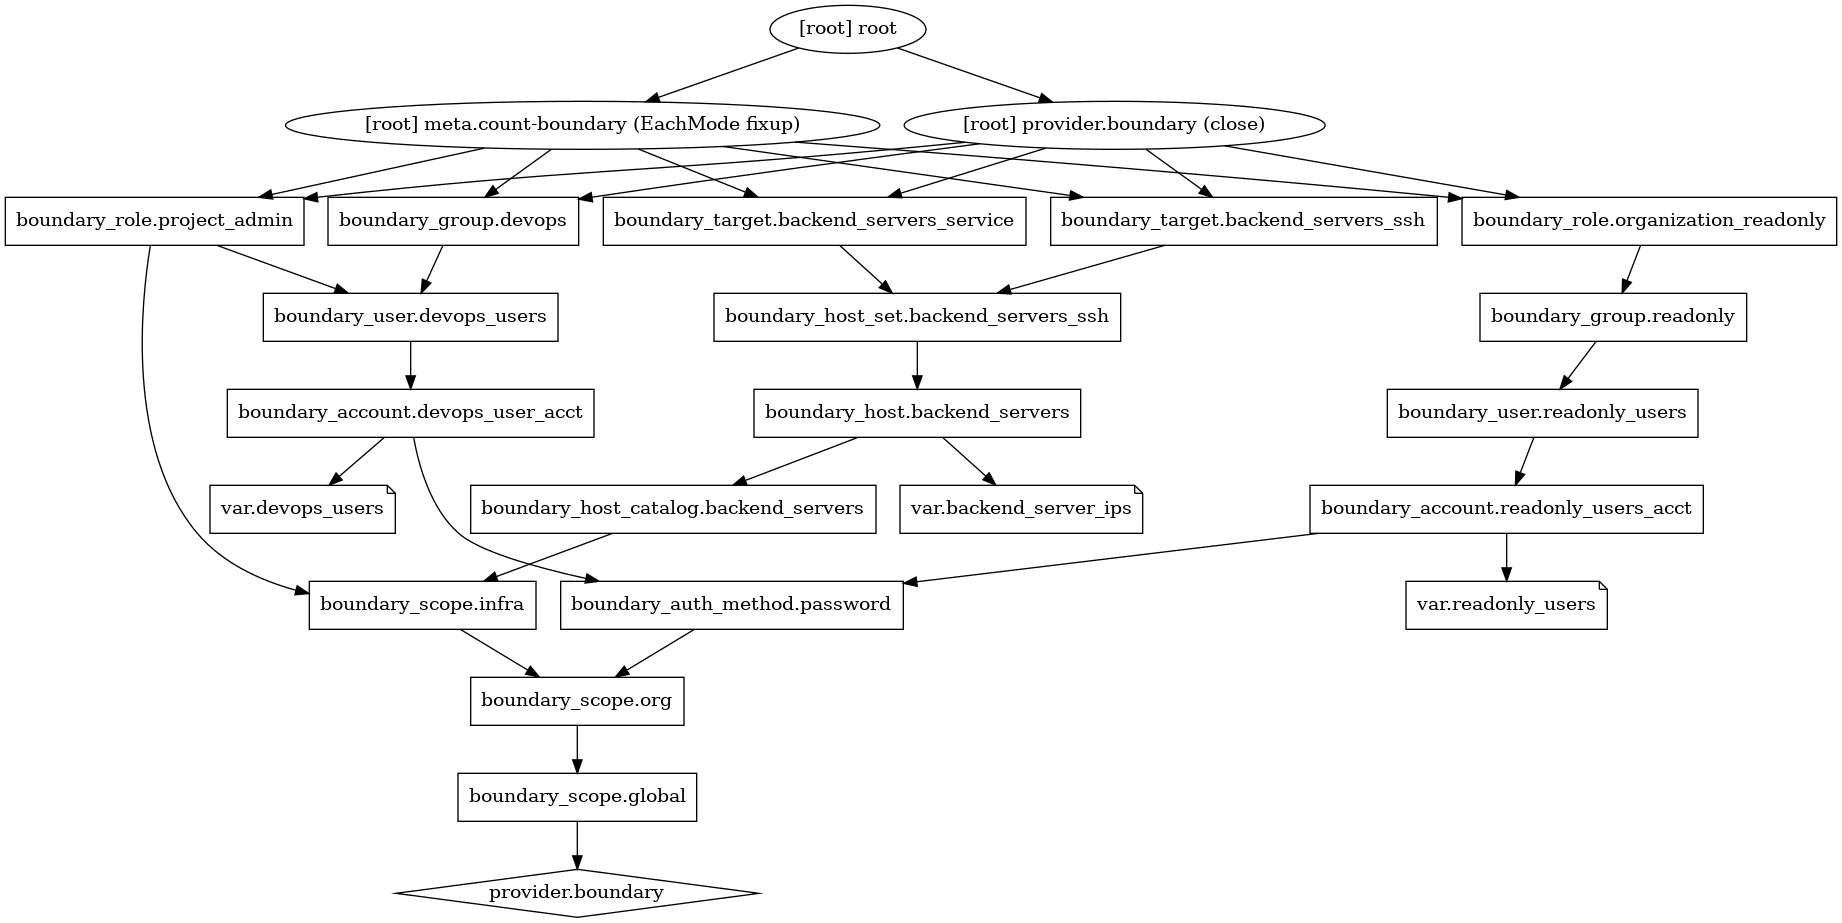 [root] root
[root] meta.count-boundary (EachMode fixup)
[root] provider.boundary (close)
boundary_role.project_admin
boundary_group.devops
boundary_target.backend_servers_service
boundary_target.backend_servers_ssh
boundary_role.organization_readonly
boundary_user.devops_users
boundary_host_set.backend_servers_ssh
boundary_group.readonly
boundary_account.devops_user_acct
boundary_host.backend_servers
boundary_user.readonly_users
var.devops_users
boundary_host_catalog.backend_servers
var.backend_server_ips
boundary_account.readonly_users_acct
boundary_scope.infra
boundary_auth_method.password
var.readonly_users
boundary_scope.org
boundary_scope.global
provider.boundary